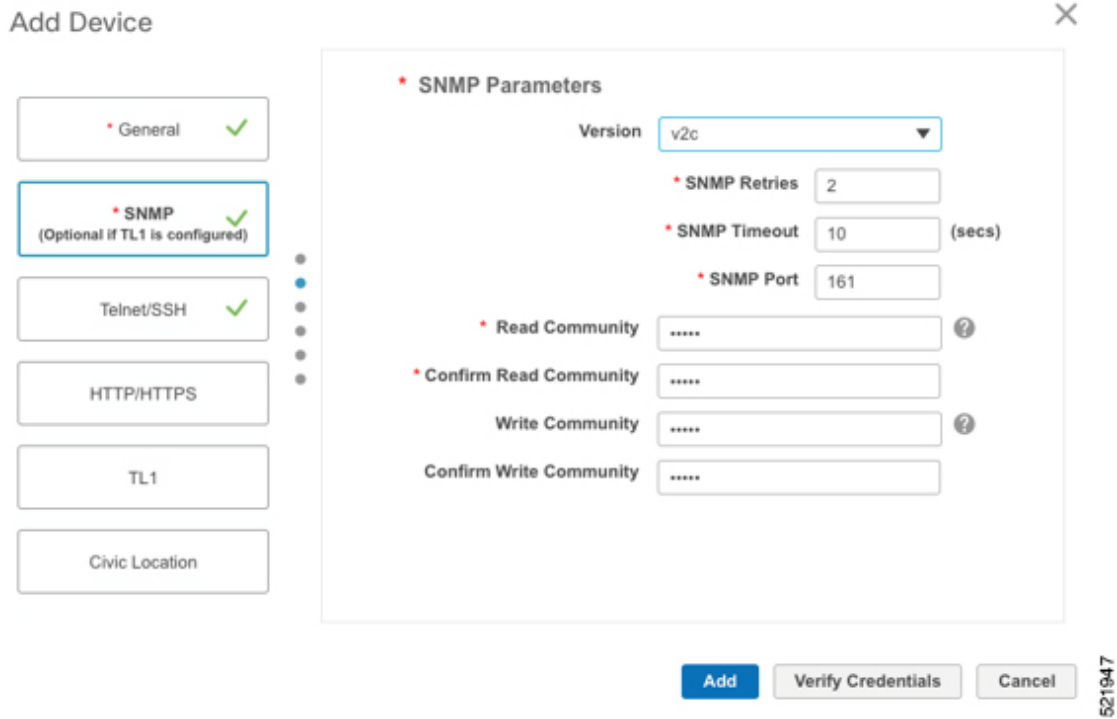 Add Device
* General
* SNMP
(Optional if TL1 is configured)
Telnet/SSH
HTTP/HTTPS
TL1
Civic Location
* SNMP Parameters
Version v2c
* SNMP Retries 2
* SNMP Timeout 10 (secs)
* SNMP Port 161
* Read Community ••••• ?
* Confirm Read Community •••••
Write Community ••••• ?
Confirm Write Community •••••
Add Verify Credentials Cancel
521947